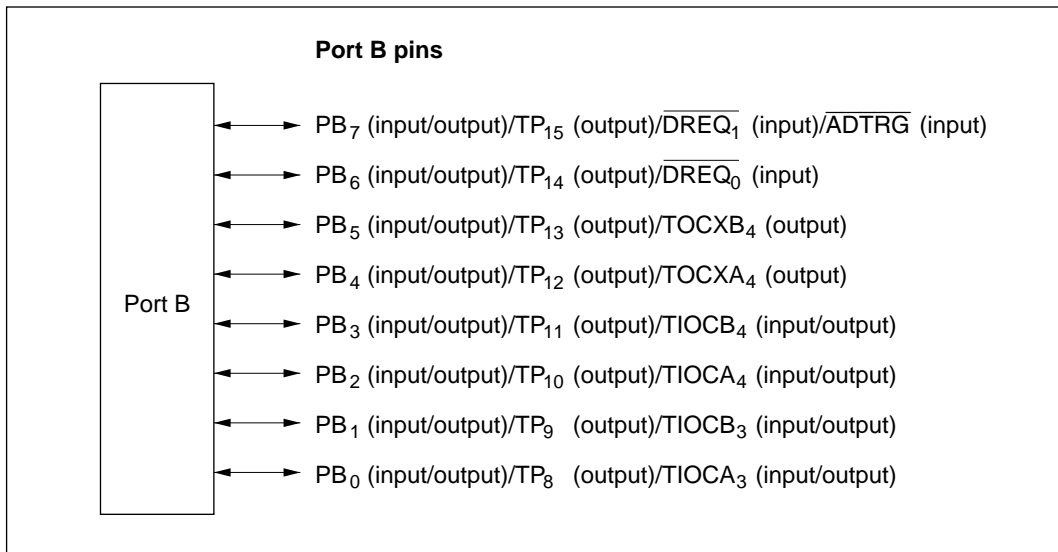 Port B pins
PB₇ (input/output)/TP₁₅ (output)/D̅R̅E̅Q̅₁̅ (input)/A̅D̅T̅R̅G̅ (input)
PB₆ (input/output)/TP₁₄ (output)/D̅R̅E̅Q̅₀̅ (input)
PB₅ (input/output)/TP₁₃ (output)/TOCXB₄ (output)
PB₄ (input/output)/TP₁₂ (output)/TOCXA₄ (output)
Port B
PB₃ (input/output)/TP₁₁ (output)/TIOCB₄ (input/output)
PB₂ (input/output)/TP₁₀ (output)/TIOCA₄ (input/output)
PB₁ (input/output)/TP₉ (output)/TIOCB₃ (input/output)
PB₀ (input/output)/TP₈ (output)/TIOCA₃ (input/output)